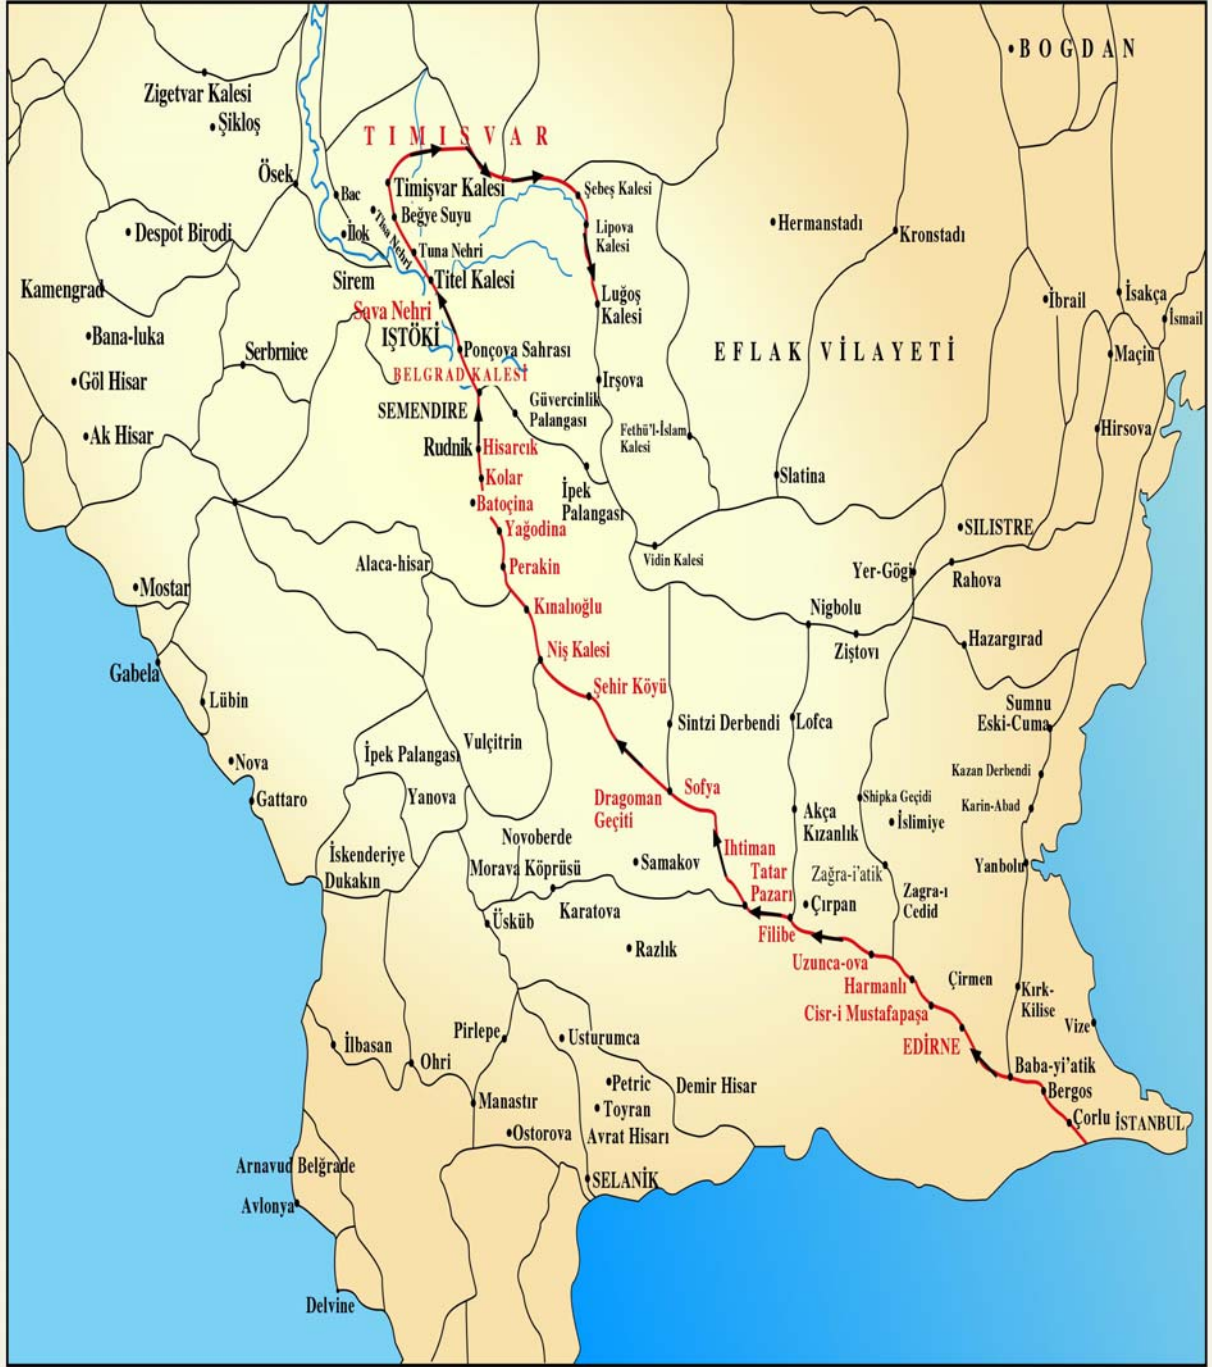 BOGDAN
Zigetvar Kalesi
Şikloş
TIMISVAR
Ösek
Bac
Timişvar Kalesi
Şebeş Kalesi
Tisa Nehri
Beğye Suyu
Hermanstadı
Kronstadı
Despot Birodi
İlok
Lipova
Kalesi
Tuna Nehri
Sirem
Titel Kalesi
Kamengrad
Luğoş
Kalesi
İbrail
İsakça
İsmail
Sava Nehri
IŞTÖKİ
Bana-luka
Serbrnice
Ponçova Sahrası
EFLAK VİLAYETİ
Maçin
BELGRAD KALESİ
Göl Hisar
Irşova
SEMENDIRE
Güvercinlik
Palangası
Ak Hisar
Fethü'l-İslam
Kalesi
Hirsova
Rudnik
Hisarcık
Kolar
Slatina
Batoçina
İpek
Palangası
Yağodina
SILISTRE
Alaca-hisar
Perakin
Vidin Kalesi
Yer-Gögi
Rahova
Mostar
Kınalıoğlu
Nigbolu
Ziştovı
Hazargırad
Niş Kalesi
Gabela
Şehir Köyü
Lübin
Sumnu
Eski-Cuma
Sintzi Derbendi
Lofca
Vulçitrin
İpek Palangası
Nova
Kazan Derbendi
Gattaro
Yanova
Dragoman
Geçiti
Sofya
Shipka Geçidi
Karin-Abad
Akça
Kızanlık
İslimiye
Novoberde
İskenderiye
Dukakın
Morava Köprüsü
Samakov
Ihtiman
Tatar
Pazarı
Zağra-i'atik
Yanbolu
Zagra-ı
Cedid
Üsküb
Karatova
Çırpan
Filibe
Razlık
Uzunca-ova
Harmanlı
Çirmen
Kırk-
Kilise
Cisr-i Mustafapaşa
Vize
Pirlepe
Usturumca
EDİRNE
İlbasan
Ohri
Baba-yi'atik
Petric
Demir Hisar
Bergos
Manastır
Toyran
Çorlu
İSTANBUL
Ostorova
Avrat Hisarı
Arnavud Belğrade
SELANİK
Avlonya
Delvine